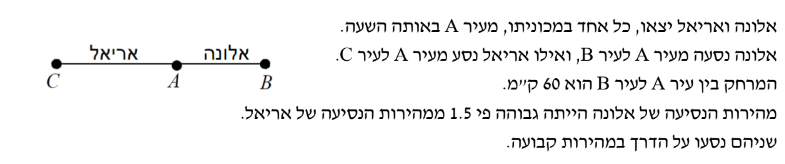 אלונה ואריאל יצאו, כל אחד במכוניתו, מעיר A באותה השעה.
אלונה נסעה מעיר A לעיר B, ואילו אריאל נסע מעיר A לעיר C.
המרחק בין עיר A לעיר B הוא 60 ק״מ.
מהירות הנסיעה של אלונה הייתה גבוהה פי 1.5 ממהירות הנסיעה של אריאל.
שניהם נסעו על הדרך במהירות קבועה.
אריאל אלונה
C A B